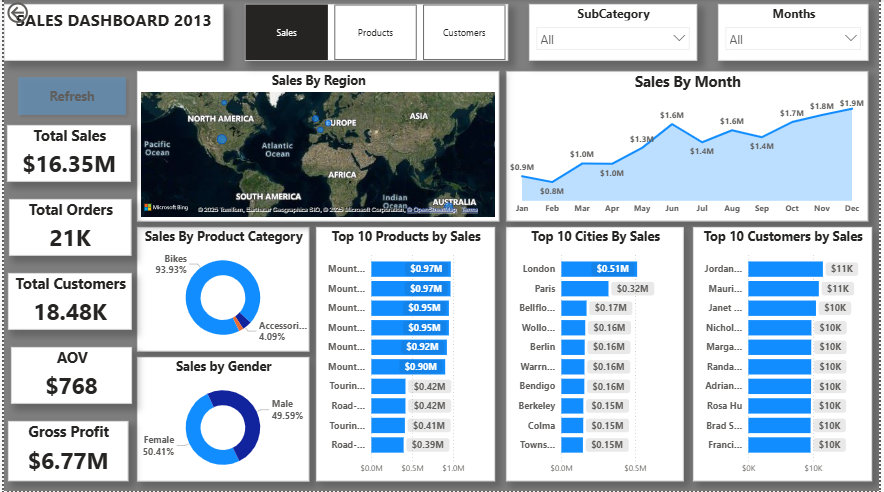 SALES DASHBOARD 2013
Sales
Products
Customers
SubCategory
All
Months
All
Refresh
Total Sales
$16.35M
Total Orders
21K
Total Customers
18.48K
AOV
$768
Gross Profit
$6.77M
Sales By Region
NORTH AMERICA
EUROPE
ASIA
Pacific
Ocean
Atlantic
Ocean
AFRICA
SOUTH AMERICA
Indian
Ocean
AUSTRALIA
Microsoft Bing
© 2025 TomTom, Earthstar Geographics SIO, © 2025 Microsoft Corporation, © OpenStreetMap Terms
Sales By Month
$0.9M
$0.8M
$1.0M
$1.0M
$1.3M
$1.6M
$1.4M
$1.6M
$1.4M
$1.7M
$1.8M
$1.9M
Jan Feb Mar Apr May Jun Jul Aug Sep Oct Nov Dec
Sales By Product Category
Bikes
93.93%
Accessori...
4.09%
Sales by Gender
Male
49.59%
Female
50.41%
Top 10 Products by Sales
Mount... $0.97M
Mount... $0.97M
Mount... $0.95M
Mount... $0.95M
Mount... $0.92M
Mount... $0.90M
Tourin... $0.42M
Road-... $0.42M
Tourin... $0.41M
Road-... $0.39M
$0.0M $0.5M $1.0M
Top 10 Cities By Sales
London $0.51M
Paris $0.32M
Bellflo... $0.17M
Wollo... $0.16M
Berlin $0.16M
Warrn... $0.16M
Bendigo $0.16M
Berkeley $0.15M
Colma $0.15M
Towns... $0.15M
$0.0M $0.5M
Top 10 Customers by Sales
Jordan... $11K
Mauri... $11K
Janet ... $10K
Nichol... $10K
Marga... $10K
Randa... $10K
Adrian... $10K
Rosa Hu $10K
Brad S... $10K
Franci... $10K
$0K $10K